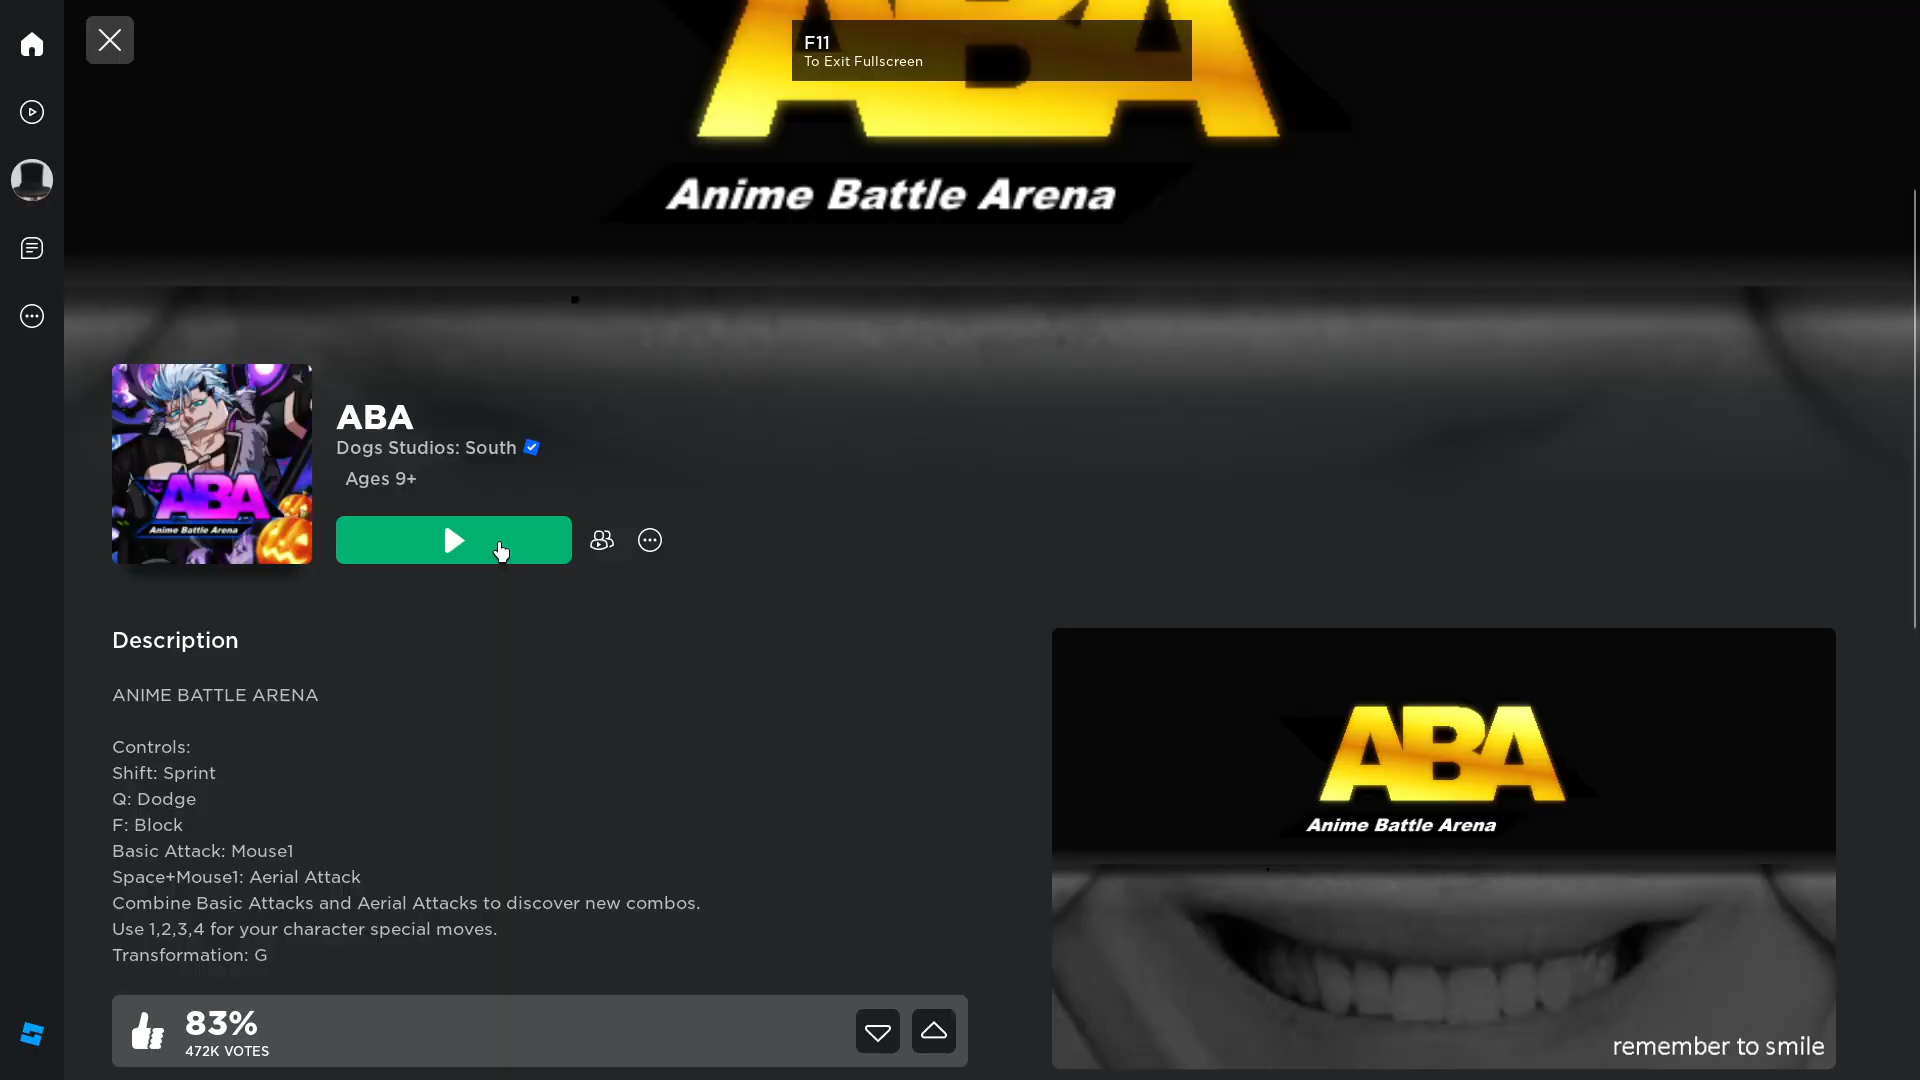 ABA
F11
To Exit Fullscreen
Anime Battle Arena
ABA
Anime Battle Arena
ABA
Dogs Studios: South
Ages 9+
Description
ANIME BATTLE ARENA
Controls:
Shift: Sprint
Q: Dodge
F: Block
Basic Attack: Mouse1
Space+Mouse1: Aerial Attack
Combine Basic Attacks and Aerial Attacks to discover new combos.
Use 1,2,3,4 for your character special moves.
Transformation: G
83%
472K VOTES
ABA
Anime Battle Arena
remember to smile